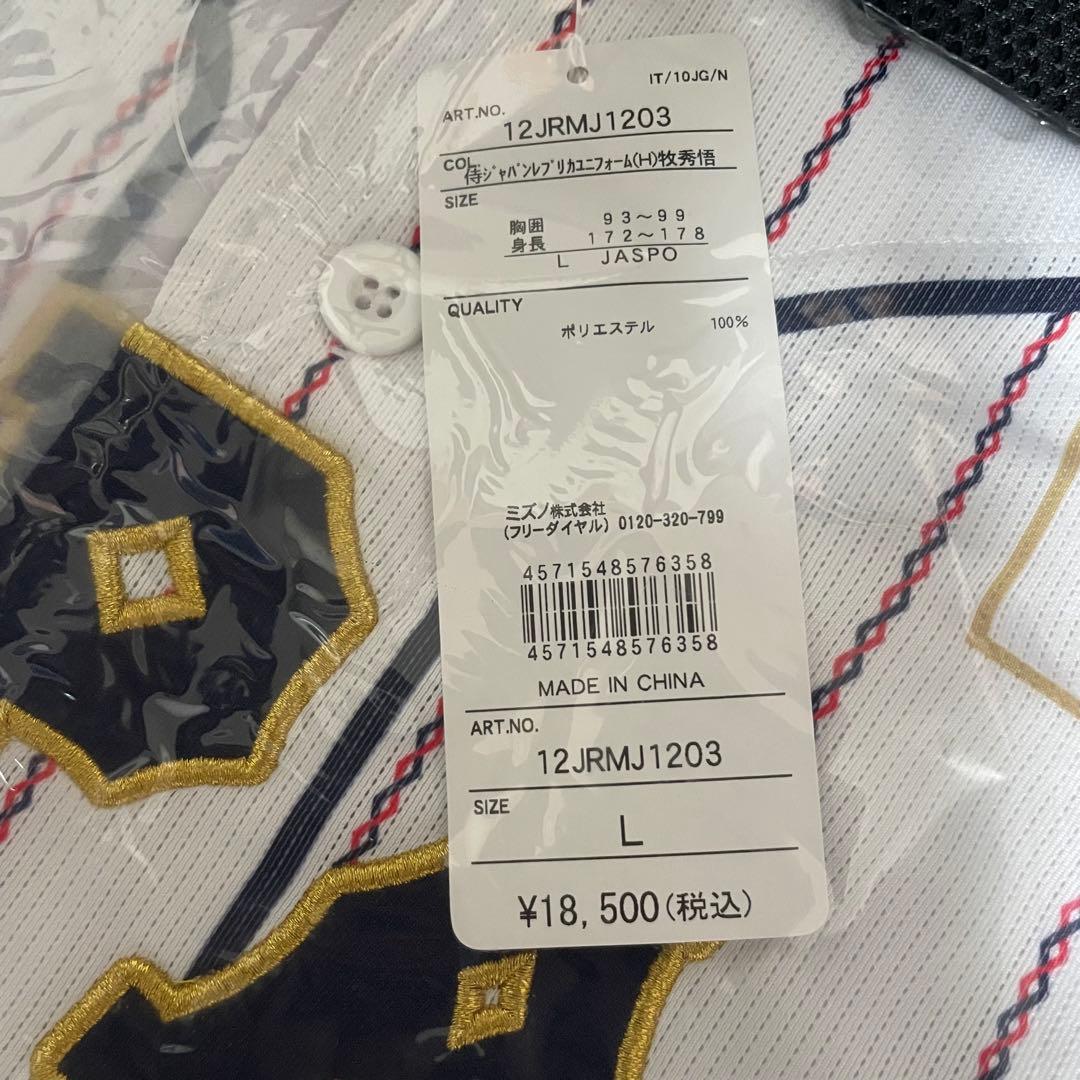 IT/10JG/N
ART.NO.
12JRMJ1203
COL.
侍ｼﾞｬﾊﾟﾝﾚﾌﾟﾘｶﾕﾆﾌｫｰﾑ(H)牧秀悟
SIZE
胸囲 93～99
身長 172～178
L JASPO
QUALITY
ポリエステル 100%
ミズノ株式会社
(フリーダイヤル) 0120-320-799
4571548576358
4571548576358
MADE IN CHINA
ART.NO.
12JRMJ1203
SIZE
L
¥18,500(税込)